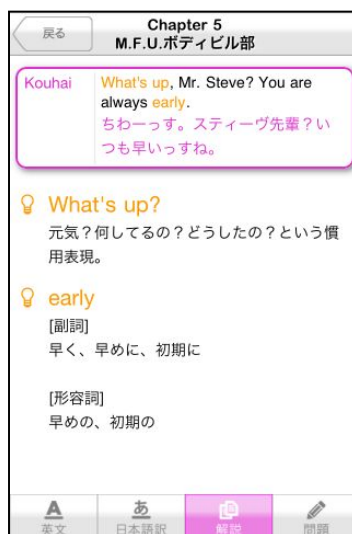 戻る
Chapter 5
M.F.U.ボディビル部
Kouhai
What's up, Mr. Steve? You are
always early.
ちわーっす。スティーヴ先輩？い
つも早いっすね。
What's up?
元気？何してるの？どうしたの？という慣
用表現。
early
[副詞]
早く、早めに、初期に
[形容詞]
早めの、初期の
A
あ
英文
日本語訳
解説
問題